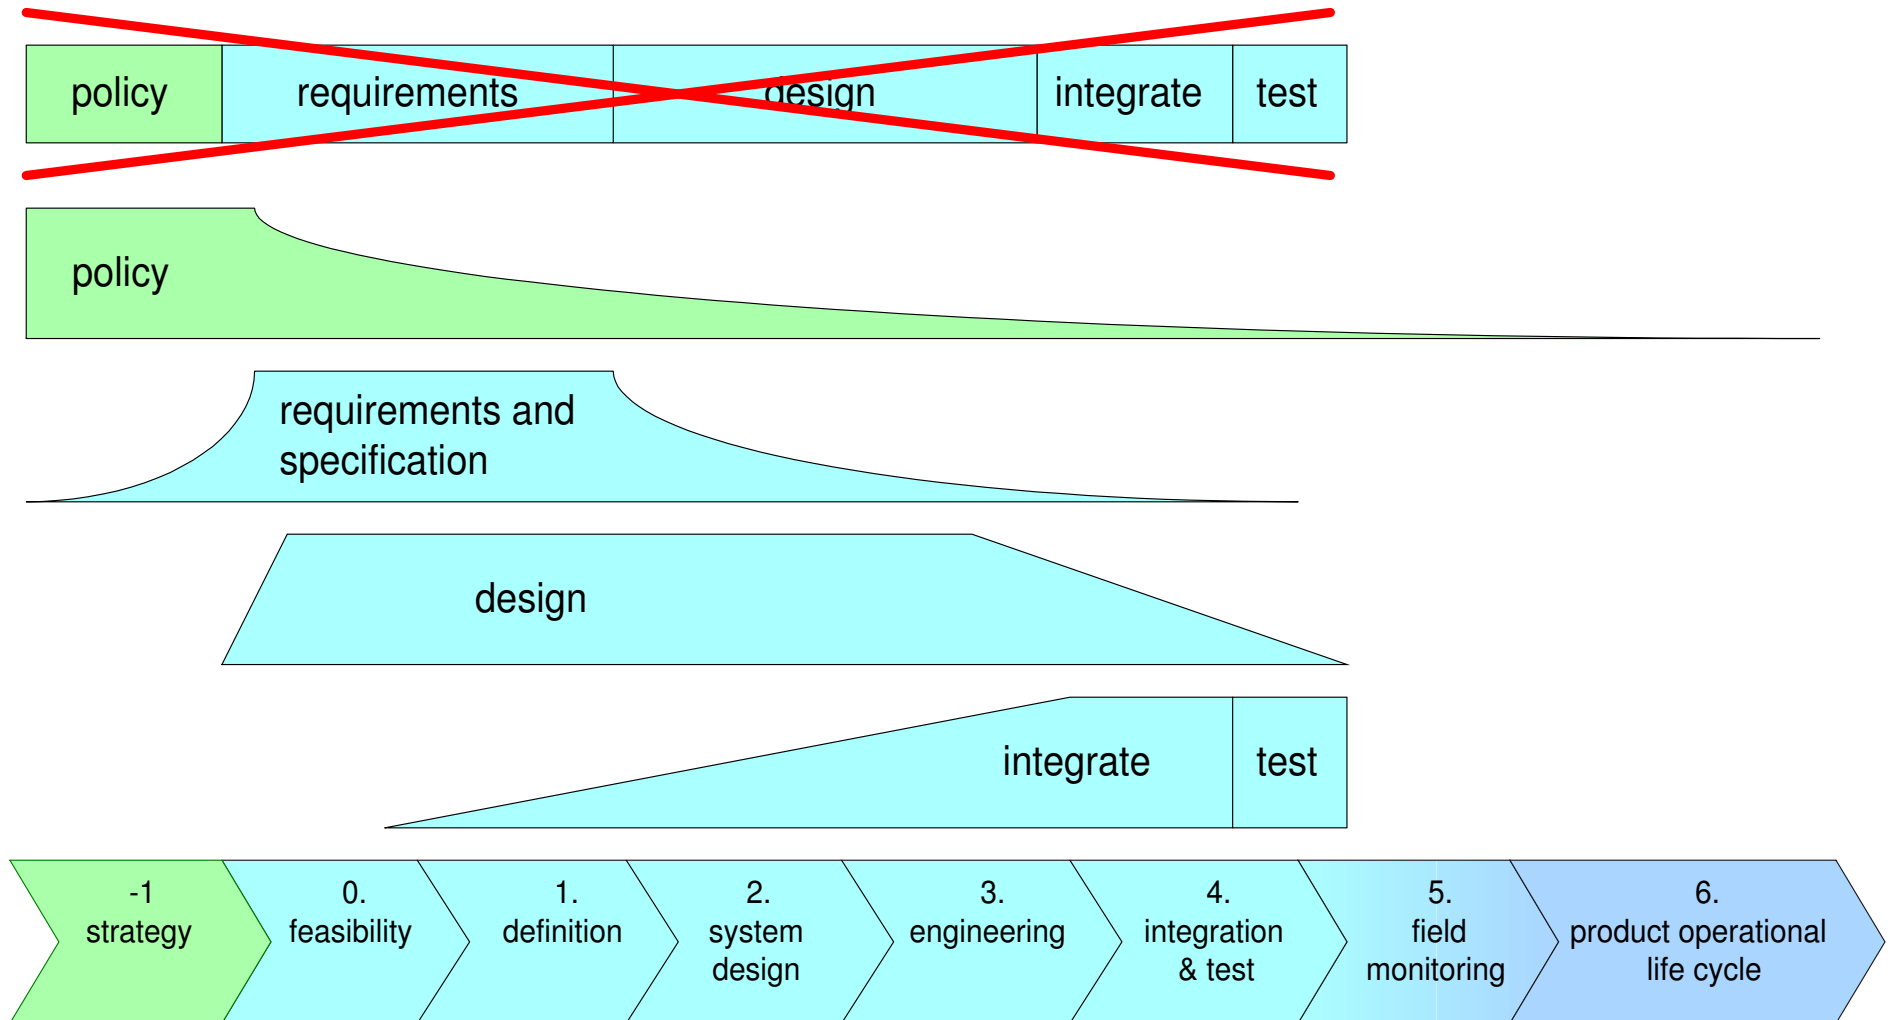 policy
requirements
design
integrate
test
policy
requirements and
specification
design
integrate
test
-1
strategy
0.
feasibility
1.
definition
2.
system
design
3.
engineering
4.
integration
& test
5.
field
monitoring
6.
product operational
life cycle